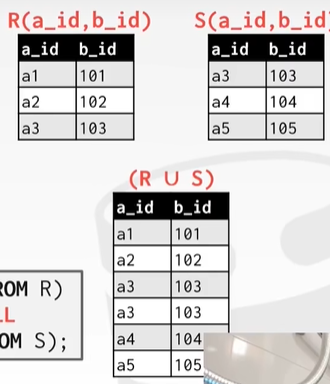 R(a_id,b_id) S(a_id,b_id)
a_id b_id a_id b_id
a1 101 a3 103
a2 102 a4 104
a3 103 a5 105
(R ∪ S)
a_id b_id
a1 101
a2 102
a3 103
a3 103
a4 104
a5 105
ROM R)
LL
OM S);